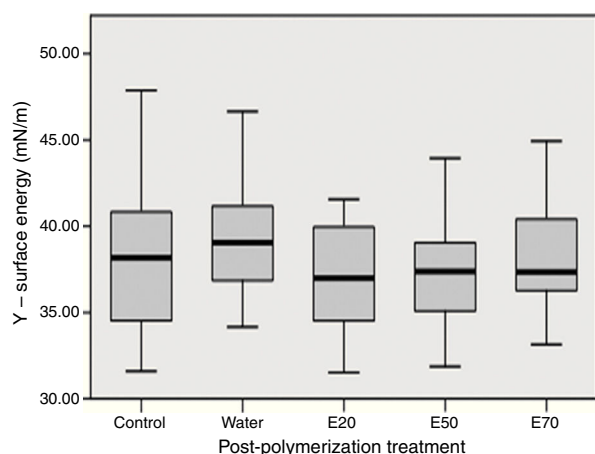 50.00
45.00
40.00
35.00
30.00
Y – surface energy (mN/m)
Control Water E20 E50 E70
Post-polymerization treatment